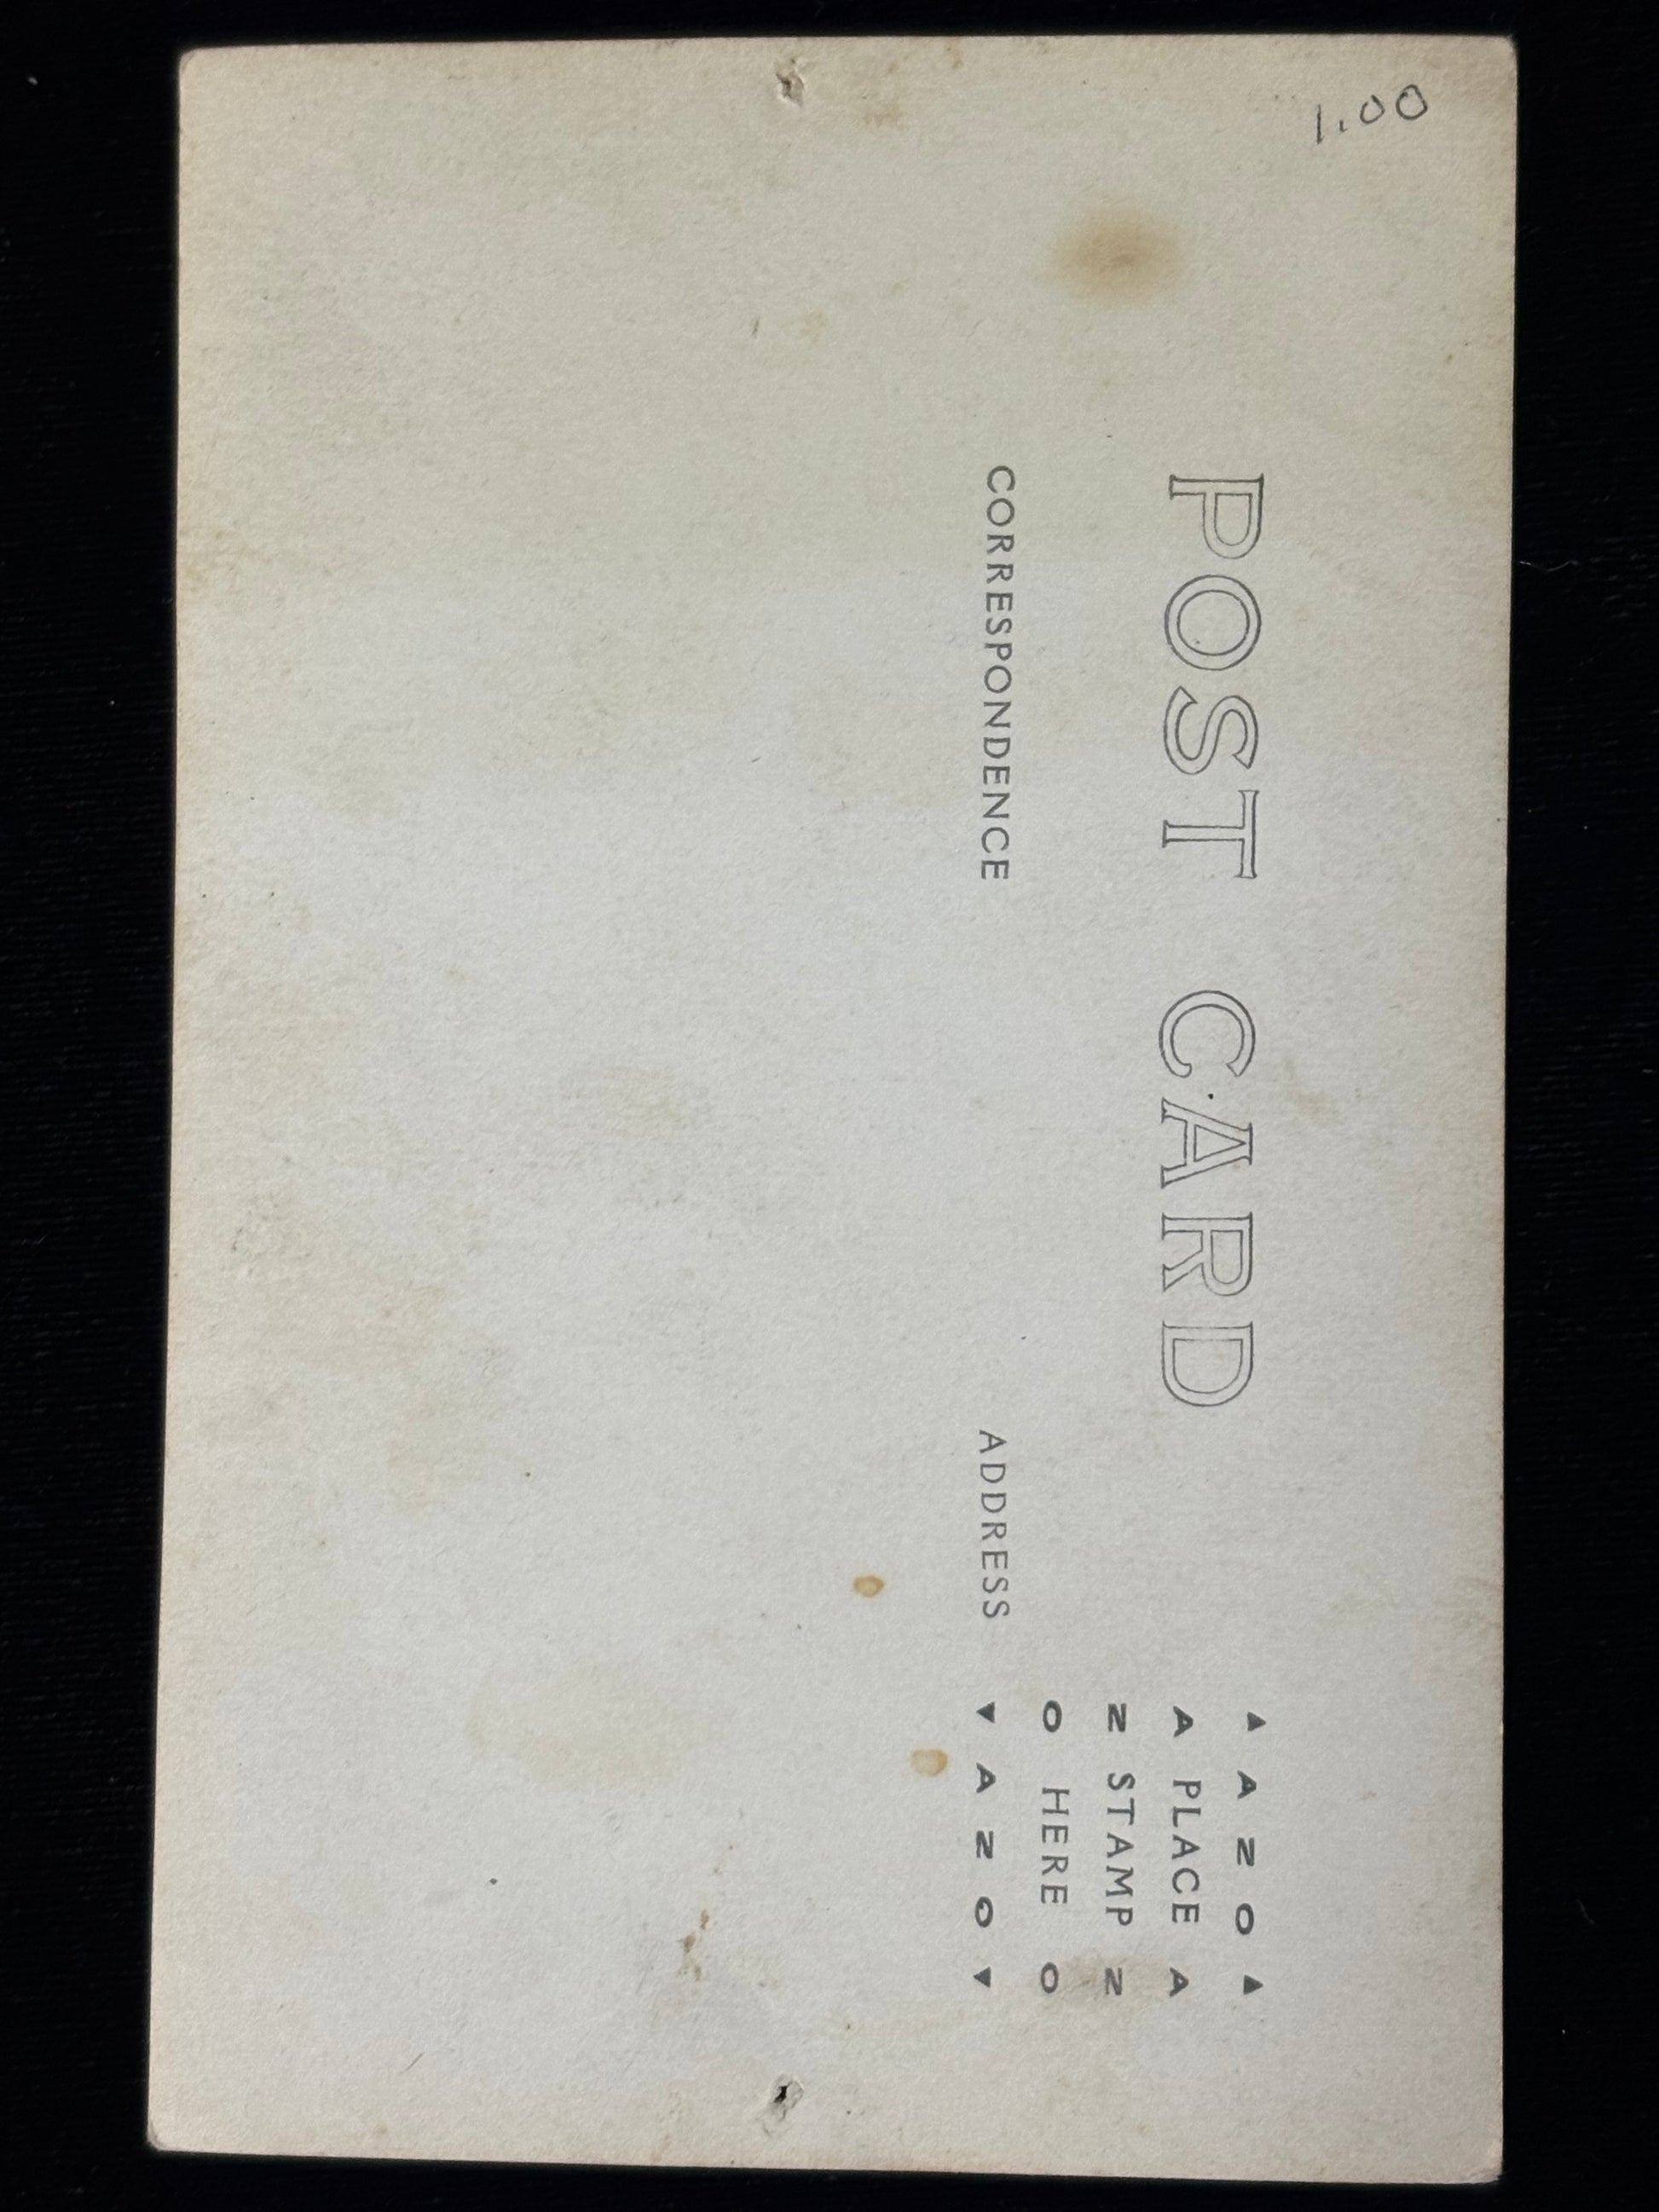 1.00
POST CARD
CORRESPONDENCE
ADDRESS
▲ A Z O ▲
A PLACE A
Z STAMP Z
O HERE O
▼ A Z O ▼